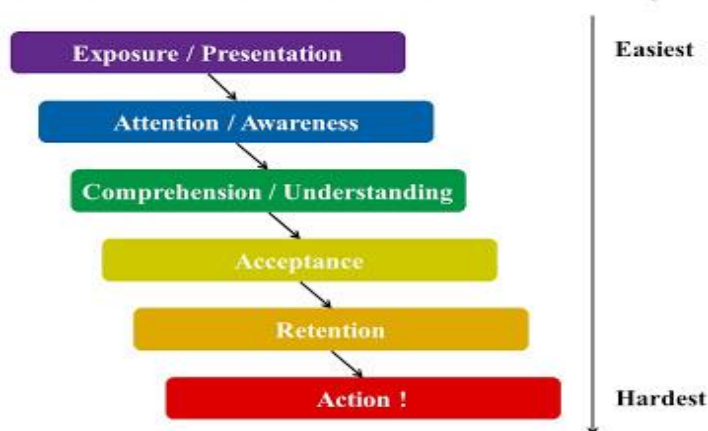 Exposure / Presentation
Easiest
Attention / Awareness
Comprehension / Understanding
Acceptance
Retention
Action !
Hardest